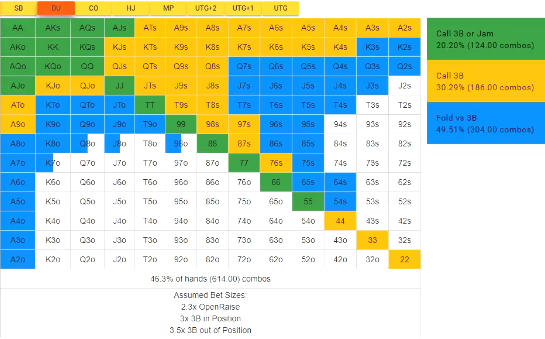 SB BU CO HJ MP UTG+2 UTG+1 UTG
AA AKs AQs AJs ATs A9s A8s A7s A6s A5s A4s A3s A2s
AKo KK KQs KJs KTs K9s K8s K7s K6s K5s K4s K3s K2s
AQo KQo QQ QJs QTs Q9s Q8s Q7s Q6s Q5s Q4s Q3s Q2s
AJo KJo QJo JJ JTs J9s J8s J7s J6s J5s J4s J3s J2s
ATo KTo QTo JTo TT T9s T8s T7s T6s T5s T4s T3s T2s
A9o K9o Q9o J9o T9o 99 98s 97s 96s 95s 94s 93s 92s
A8o K8o Q8o J8o T8o 98o 88 87s 86s 85s 84s 83s 82s
A7o K7o Q7o J7o T7o 97o 87o 77 76s 75s 74s 73s 72s
A6o K6o Q6o J6o T6o 96o 86o 76o 66 65s 64s 63s 62s
A5o K5o Q5o J5o T5o 95o 85o 75o 65o 55 54s 53s 52s
A4o K4o Q4o J4o T4o 94o 84o 74o 64o 54o 44 43s 42s
A3o K3o Q3o J3o T3o 93o 83o 73o 63o 53o 43o 33 32s
A2o K2o Q2o J2o T2o 92o 82o 72o 62o 52o 42o 32o 22
46.3% of hands (614.00) combos
Assumed Bet Sizes:
2.3x OpenRaise
3x 3B in Position
3.5x 3B out of Position
Call 3B or Jam
20.20% (124.00 combos)
Call 3B
30.29% (186.00 combos)
Fold vs 3B
49.51% (304.00 combos)